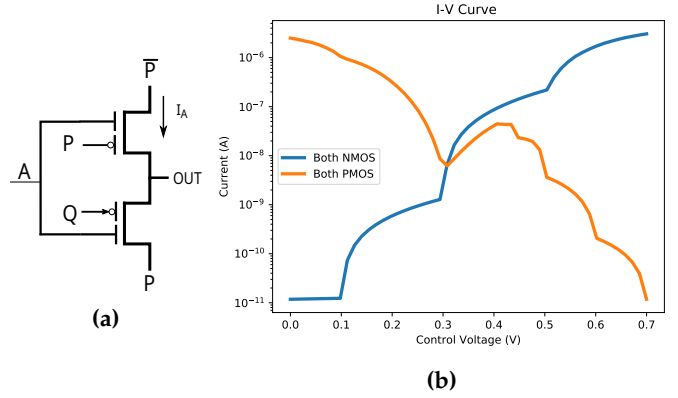 P̅
I_A
P
A
OUT
Q
P
(a)
I-V Curve
Current (A)
10⁻⁶
10⁻⁷
10⁻⁸
10⁻⁹
10⁻¹⁰
10⁻¹¹
Both NMOS
Both PMOS
0.0 0.1 0.2 0.3 0.4 0.5 0.6 0.7
Control Voltage (V)
(b)